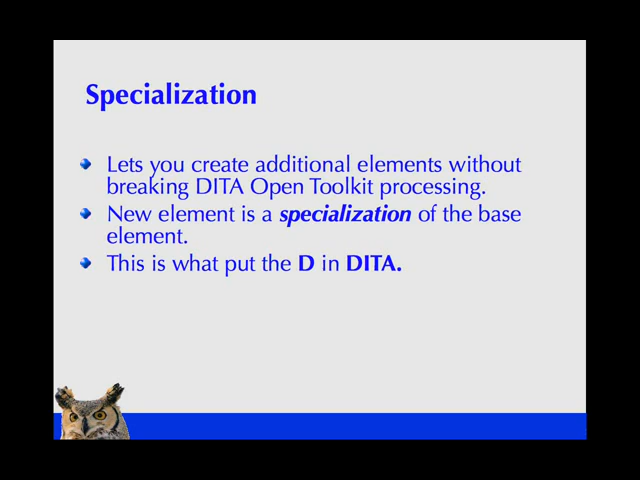 Specialization
Lets you create additional elements without
breaking DITA Open Toolkit processing.
New element is a specialization of the base
element.
This is what put the D in DITA.